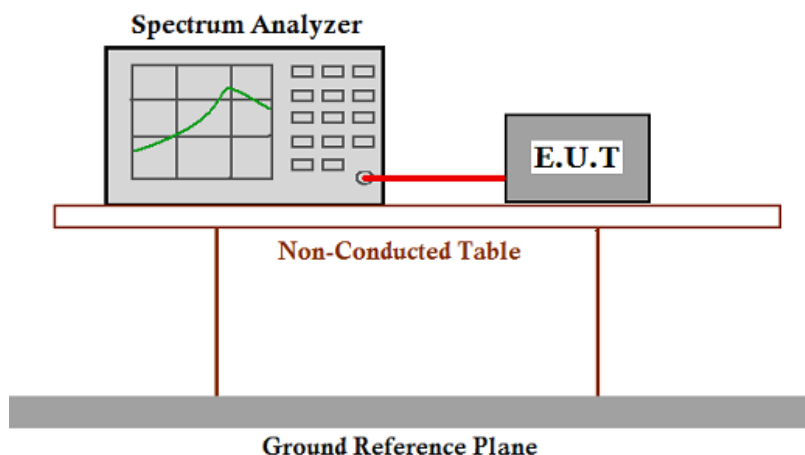 Spectrum Analyzer
E.U.T
Non-Conducted Table
Ground Reference Plane